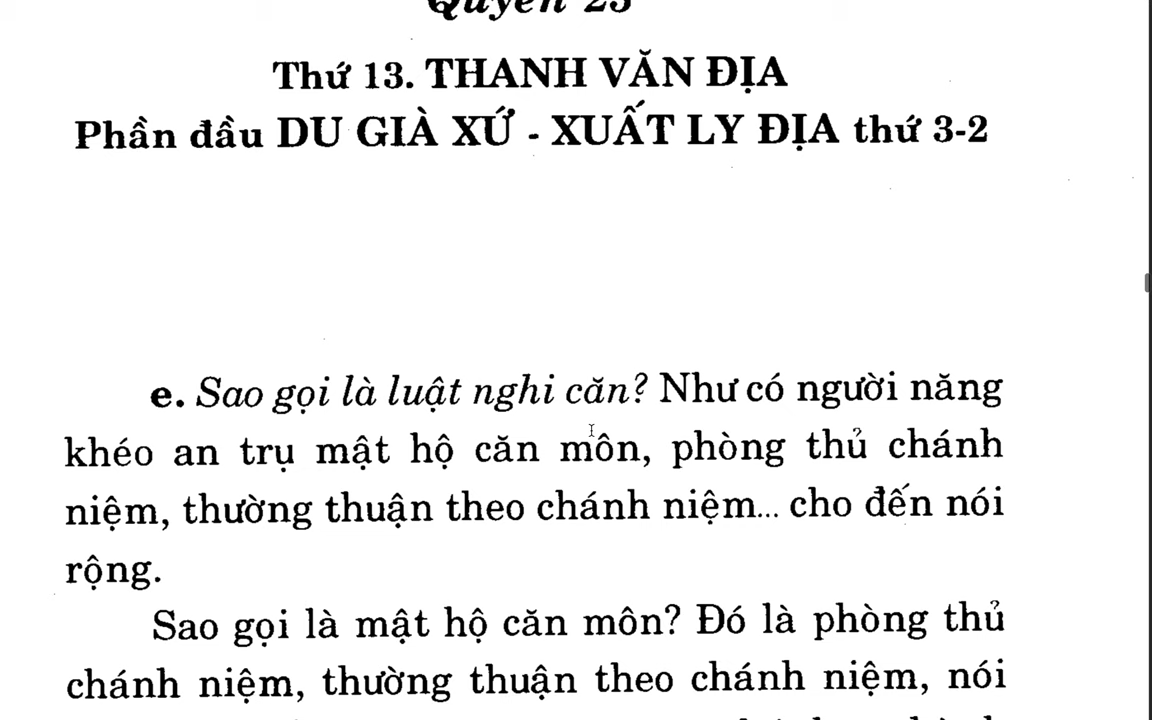 Quyển 23
Thứ 13. THANH VĂN ĐỊA
Phần đầu DU GIÀ XỨ - XUẤT LY ĐỊA thứ 3-2
e. Sao gọi là luật nghi căn? Như có người năng
khéo an trụ mật hộ căn môn, phòng thủ chánh
niệm, thường thuận theo chánh niệm... cho đến nói
rộng.
Sao gọi là mật hộ căn môn? Đó là phòng thủ
chánh niệm, thường thuận theo chánh niệm, nói